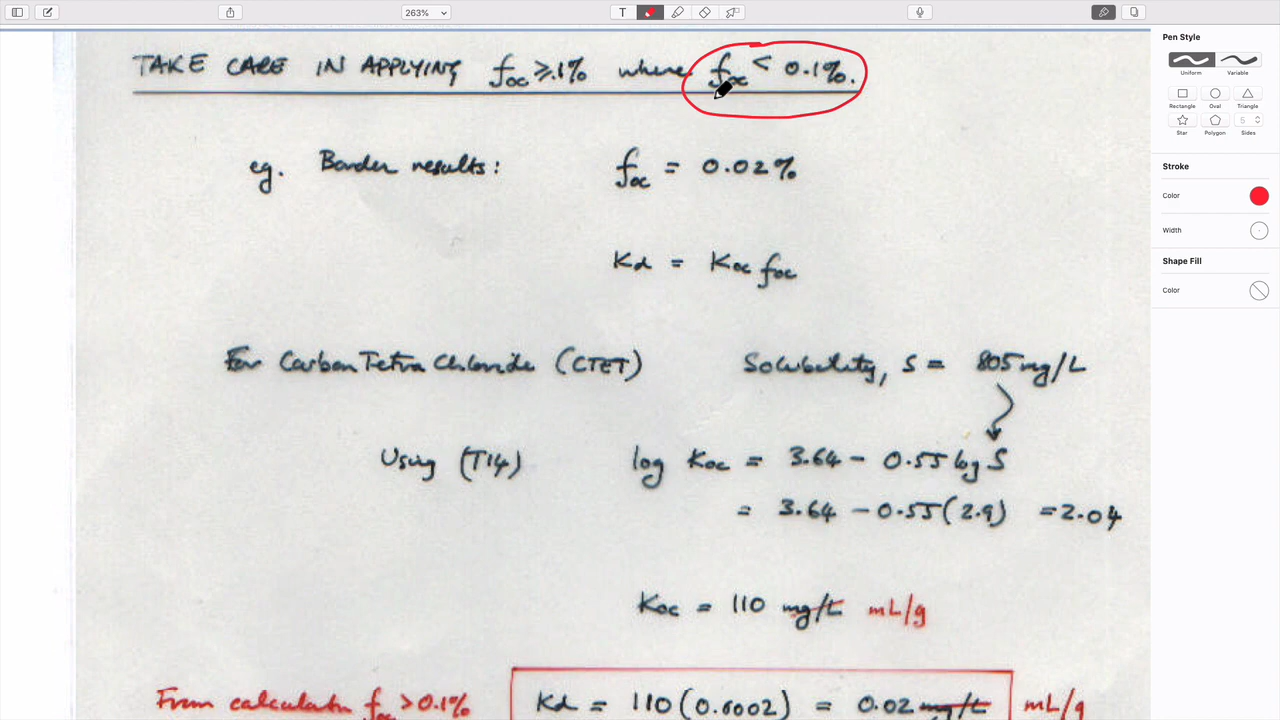 263%
T
TAKE CARE IN APPLYING foc ≥ .1% where foc < 0.1%.
eg. Borden results: foc = 0.02%
Kd = Koc foc
For Carbon Tetra Chloride (CTET) Solubility, S = 805 mg/L
Using (T14) log Koc = 3.64 - 0.55 log S
= 3.64 - 0.55 (2.9) = 2.04
Koc = 110 mg/L mL/g
From calculation foc > 0.1% Kd = 110 (0.0002) = 0.02 mg/L mL/g
Pen Style
Uniform Variable
Rectangle Oval Triangle
Star Polygon 5 Sides
Stroke
Color
Width
Shape Fill
Color